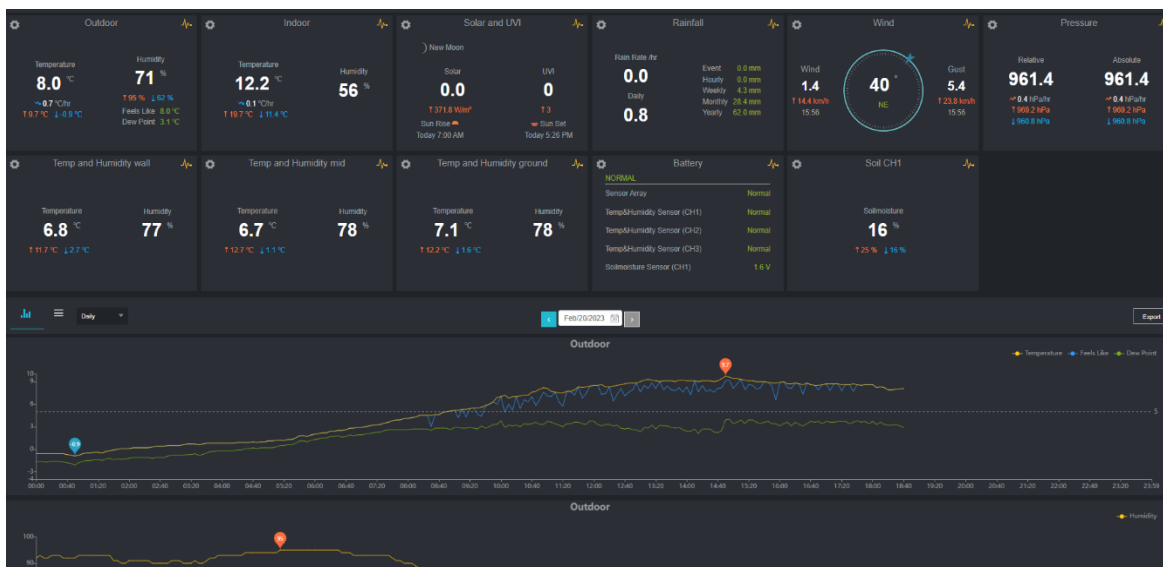 Outdoor
Temperature
8.0 °C
~ 0.7 °C/hr
↑ 9.7 °C ↓ -0.9 °C
Humidity
71 %
↑ 95 % ↓ 62 %
Feels Like 8.0 °C
Dew Point 3.1 °C
Indoor
Temperature
12.2 °C
~ 0.1 °C/hr
↑ 19.7 °C ↓ 11.4 °C
Humidity
56 %
Solar and UVI
New Moon
Solar
0.0
↑ 371.8 W/m²
Sun Rise
Today 7:00 AM
UVI
0
↑ 3
Sun Set
Today 5:26 PM
Rainfall
Rain Rate /hr
0.0
Daily
0.8
Event 0.0 mm
Hourly 0.0 mm
Weekly 4.3 mm
Monthly 28.4 mm
Yearly 62.0 mm
Wind
Wind
1.4
↑ 14.4 km/h
15:56
40 °
NE
Gust
5.4
↑ 23.8 km/h
15:56
Pressure
Relative
961.4
0.4 hPa/hr
↑ 969.2 hPa
↓ 960.8 hPa
Absolute
961.4
0.4 hPa/hr
↑ 969.2 hPa
↓ 960.8 hPa
Temp and Humidity wall
Temperature
6.8 °C
↑ 11.7 °C ↓ 2.7 °C
Humidity
77 %
Temp and Humidity mid
Temperature
6.7 °C
↑ 12.7 °C ↓ 1.1 °C
Humidity
78 %
Temp and Humidity ground
Temperature
7.1 °C
↑ 12.2 °C ↓ 1.6 °C
Humidity
78 %
Battery
NORMAL
Sensor Array Normal
Temp&Humidity Sensor (CH1) Normal
Temp&Humidity Sensor (CH2) Normal
Temp&Humidity Sensor (CH3) Normal
Soilmoisture Sensor (CH1) 1.6 V
Soil CH1
Soilmoisture
16 %
↑ 25 % ↓ 16 %
Daily
Feb/20/2023
Export
Outdoor
Temperature Feels Like Dew Point
10
9
6
3
0
-3
-4
-0.9
9.7
5
00:00 00:40 01:20 02:00 02:40 03:20 04:00 04:40 05:20 06:00 06:40 07:20 08:00 08:40 09:20 10:00 10:40 11:20 12:00 12:40 13:20 14:00 14:40 15:20 16:00 16:40 17:20 18:00 18:40 19:20 20:00 20:40 21:20 22:00 22:40 23:20 23:59
Outdoor
Humidity
100
90
95